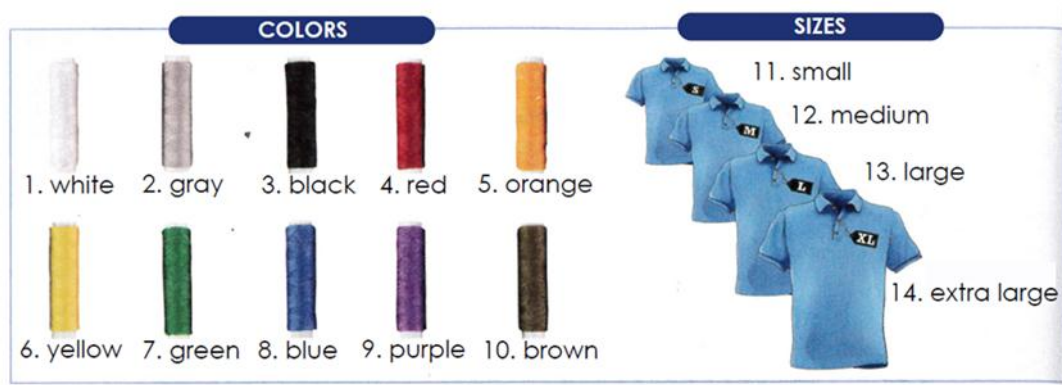 COLORS
1. white 2. gray 3. black 4. red 5. orange
6. yellow 7. green 8. blue 9. purple 10. brown
SIZES
S
11. small
M
12. medium
L
13. large
XL
14. extra large